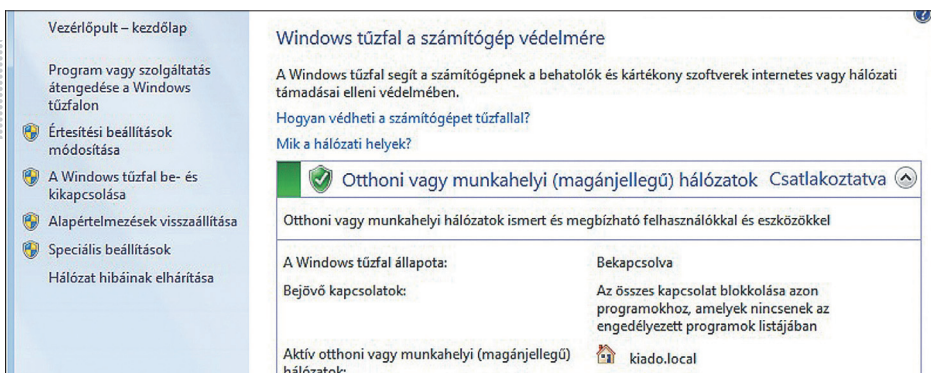 Vezérlőpult – kezdőlap
Program vagy szolgáltatás
átengedése a Windows
tűzfalon
Értesítési beállítások
módosítása
A Windows tűzfal be- és
kikapcsolása
Alapértelmezések visszaállítása
Speciális beállítások
Hálózat hibáinak elhárítása
Windows tűzfal a számítógép védelmére
A Windows tűzfal segít a számítógépnek a behatolók és kártékony szoftverek internetes vagy hálózati
támadásai elleni védelmében.
Hogyan védheti a számítógépet tűzfallal?
Mik a hálózati helyek?
Otthoni vagy munkahelyi (magánjellegű) hálózatok Csatlakoztatva
Otthoni vagy munkahelyi hálózatok ismert és megbízható felhasználókkal és eszközökkel
A Windows tűzfal állapota: Bekapcsolva
Bejövő kapcsolatok: Az összes kapcsolat blokkolása azon
programokhoz, amelyek nincsenek az
engedélyezett programok listájában
Aktív otthoni vagy munkahelyi (magánjellegű) kiado.local
hálózatok: